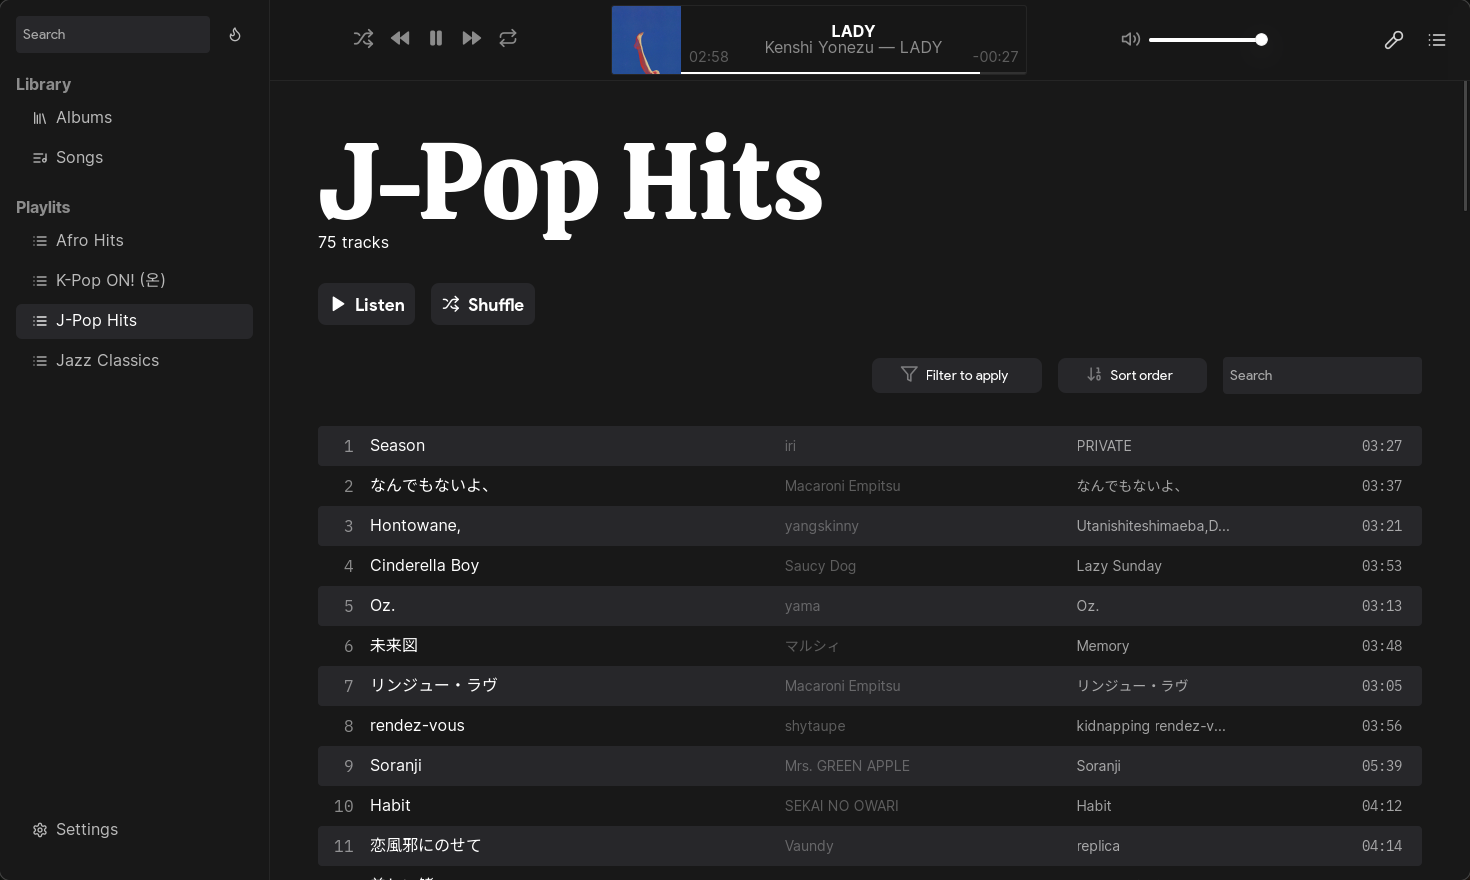 Search
Library
Albums
Songs
Playlits
Afro Hits
K-Pop ON! (온)
J-Pop Hits
Jazz Classics
Settings
LADY
Kenshi Yonezu — LADY
02:58
-00:27
J-Pop Hits
75 tracks
Listen
Shuffle
Filter to apply
Sort order
Search
1 Season iri PRIVATE 03:27
2 なんでもないよ、 Macaroni Empitsu なんでもないよ、 03:37
3 Hontowane, yangskinny Utanishiteshimaeba,D... 03:21
4 Cinderella Boy Saucy Dog Lazy Sunday 03:53
5 Oz. yama Oz. 03:13
6 未来図 マルシィ Memory 03:48
7 リンジュー・ラヴ Macaroni Empitsu リンジュー・ラヴ 03:05
8 rendez-vous shytaupe kidnapping rendez-v... 03:56
9 Soranji Mrs. GREEN APPLE Soranji 05:39
10 Habit SEKAI NO OWARI Habit 04:12
11 恋風邪にのせて Vaundy replica 04:14